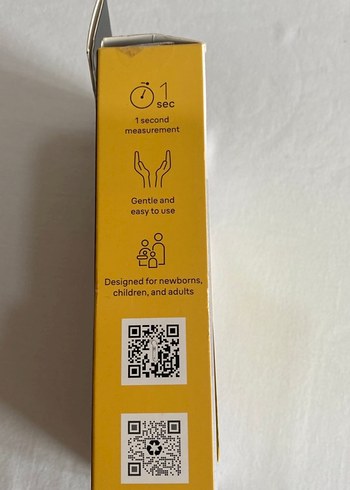 1
sec
1 second
measurement
Gentle and
easy to use
Designed for newborns,
children, and adults